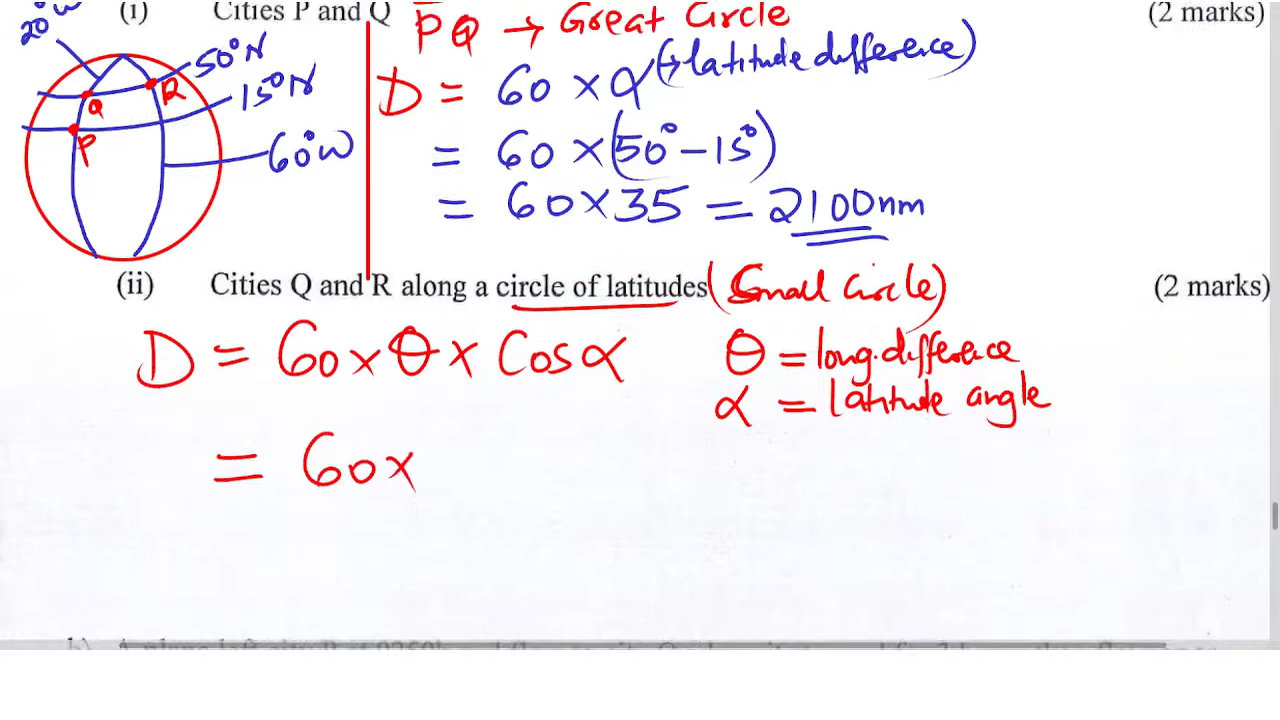 (i) Cities P and Q (2 marks)
PQ → Great Circle
20°W
50°N
15°N
60°W
Q
R
P
D = 60 × α (→ latitude difference)
= 60 × (50° - 15°)
= 60 × 35 = 2100nm
(ii) Cities Q and R along a circle of latitudes (Small Circle) (2 marks)
D = 60 × θ × Cos α
θ = long. difference
α = latitude angle
= 60 ×